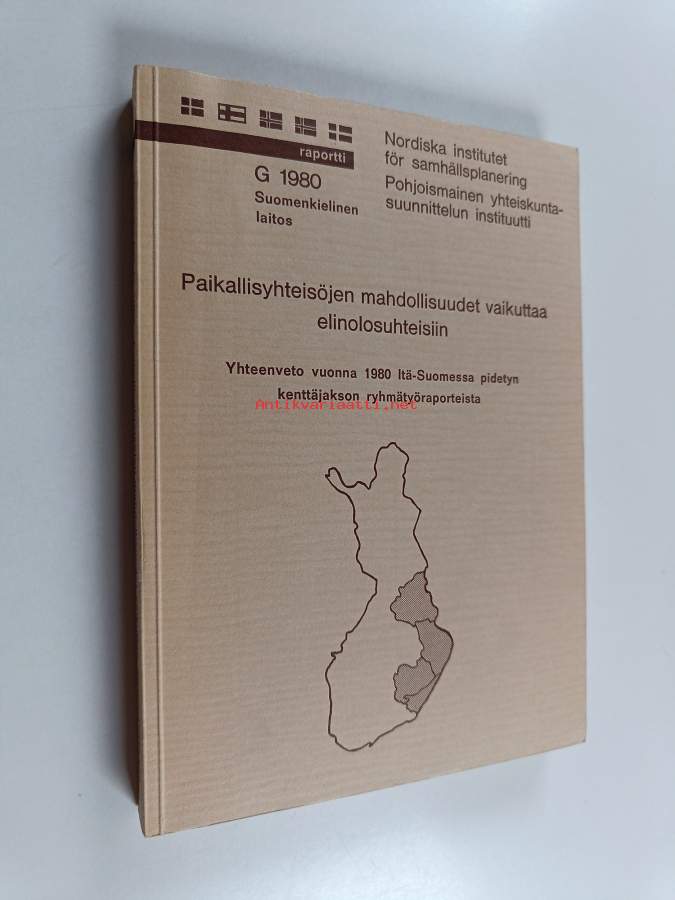 raportti
G 1980
Suomenkielinen
laitos
Nordiska institutet
för samhällsplanering
Pohjoismainen yhteiskunta-
suunnittelun instituutti
Paikallisyhteisöjen mahdollisuudet vaikuttaa
elinolosuhteisiin
Yhteenveto vuonna 1980 Itä-Suomessa pidetyn
kenttäjakson ryhmätyöraporteista
Antikvariaatti.net